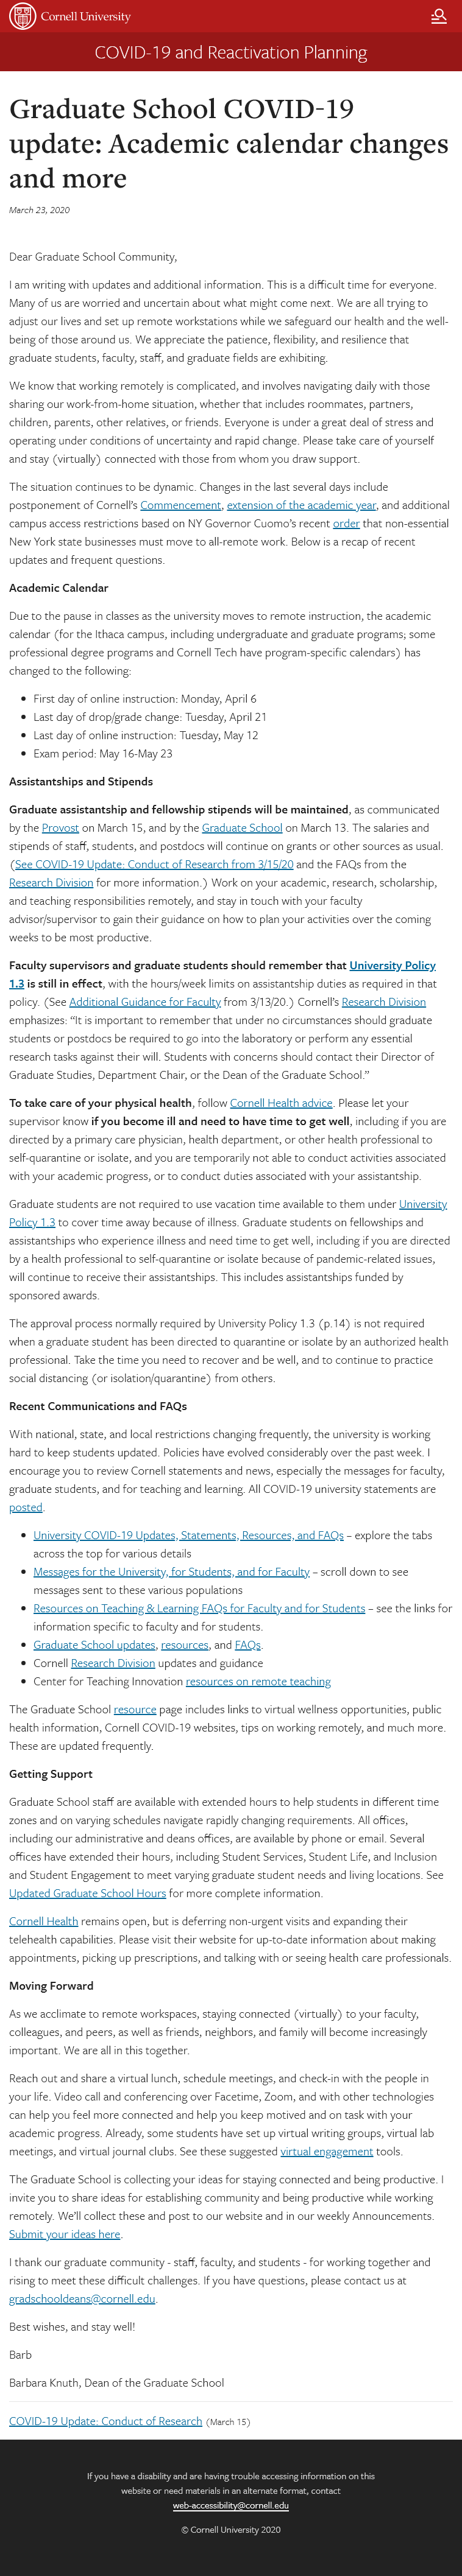 Cornell University
COVID-19 and Reactivation Planning
Graduate School COVID-19
update: Academic calendar changes
and more
March 23, 2020
Dear Graduate School Community,
I am writing with updates and additional information. This is a difficult time for everyone.
Many of us are worried and uncertain about what might come next. We are all trying to
adjust our lives and set up remote workstations while we safeguard our health and the well-
being of those around us. We appreciate the patience, flexibility, and resilience that
graduate students, faculty, staff, and graduate fields are exhibiting.
We know that working remotely is complicated, and involves navigating daily with those
sharing our work-from-home situation, whether that includes roommates, partners,
children, parents, other relatives, or friends. Everyone is under a great deal of stress and
operating under conditions of uncertainty and rapid change. Please take care of yourself
and stay (virtually) connected with those from whom you draw support.
The situation continues to be dynamic. Changes in the last several days include
postponement of Cornell's Commencement, extension of the academic year, and additional
campus access restrictions based on NY Governor Cuomo's recent order that non-essential
New York state businesses must move to all-remote work. Below is a recap of recent
updates and frequent questions.
Academic Calendar
Due to the pause in classes as the university moves to remote instruction, the academic
calendar (for the Ithaca campus, including undergraduate and graduate programs; some
professional degree programs and Cornell Tech have program-specific calendars) has
changed to the following:
• First day of online instruction: Monday, April 6
• Last day of drop/grade change: Tuesday, April 21
• Last day of online instruction: Tuesday, May 12
• Exam period: May 16-May 23
Assistantships and Stipends
Graduate assistantship and fellowship stipends will be maintained, as communicated
by the Provost on March 15, and by the Graduate School on March 13. The salaries and
stipends of staff, students, and postdocs will continue on grants or other sources as usual.
(See COVID-19 Update: Conduct of Research from 3/15/20 and the FAQs from the
Research Division for more information.) Work on your academic, research, scholarship,
and teaching responsibilities remotely, and stay in touch with your faculty
advisor/supervisor to gain their guidance on how to plan your activities over the coming
weeks to be most productive.
Faculty supervisors and graduate students should remember that University Policy
1.3 is still in effect, with the hours/week limits on assistantship duties as required in that
policy. (See Additional Guidance for Faculty from 3/13/20.) Cornell's Research Division
emphasizes: "It is important to remember that under no circumstances should graduate
students or postdocs be required to go into the laboratory or perform any essential
research tasks against their will. Students with concerns should contact their Director of
Graduate Studies, Department Chair, or the Dean of the Graduate School."
To take care of your physical health, follow Cornell Health advice. Please let your
supervisor know if you become ill and need to have time to get well, including if you are
directed by a primary care physician, health department, or other health professional to
self-quarantine or isolate, and you are temporarily not able to conduct activities associated
with your academic progress, or to conduct duties associated with your assistantship.
Graduate students are not required to use vacation time available to them under University
Policy 1.3 to cover time away because of illness. Graduate students on fellowships and
assistantships who experience illness and need time to get well, including if you are directed
by a health professional to self-quarantine or isolate because of pandemic-related issues,
will continue to receive their assistantships. This includes assistantships funded by
sponsored awards.
The approval process normally required by University Policy 1.3 (p.14) is not required
when a graduate student has been directed to quarantine or isolate by an authorized health
professional. Take the time you need to recover and be well, and to continue to practice
social distancing (or isolation/quarantine) from others.
Recent Communications and FAQs
With national, state, and local restrictions changing frequently, the university is working
hard to keep students updated. Policies have evolved considerably over the past week. I
encourage you to review Cornell statements and news, especially the messages for faculty,
graduate students, and for teaching and learning. All COVID-19 university statements are
posted.
• University COVID-19 Updates, Statements, Resources, and FAQs – explore the tabs
across the top for various details
• Messages for the University, for Students, and for Faculty – scroll down to see
messages sent to these various populations
• Resources on Teaching & Learning FAQs for Faculty and for Students – see the links for
information specific to faculty and for students.
• Graduate School updates, resources, and FAQs.
• Cornell Research Division updates and guidance
• Center for Teaching Innovation resources on remote teaching
The Graduate School resource page includes links to virtual wellness opportunities, public
health information, Cornell COVID-19 websites, tips on working remotely, and much more.
These are updated frequently.
Getting Support
Graduate School staff are available with extended hours to help students in different time
zones and on varying schedules navigate rapidly changing requirements. All offices,
including our administrative and deans offices, are available by phone or email. Several
offices have extended their hours, including Student Services, Student Life, and Inclusion
and Student Engagement to meet varying graduate student needs and living locations. See
Updated Graduate School Hours for more complete information.
Cornell Health remains open, but is deferring non-urgent visits and expanding their
telehealth capabilities. Please visit their website for up-to-date information about making
appointments, picking up prescriptions, and talking with or seeing health care professionals.
Moving Forward
As we acclimate to remote workspaces, staying connected (virtually) to your faculty,
colleagues, and peers, as well as friends, neighbors, and family will become increasingly
important. We are all in this together.
Reach out and share a virtual lunch, schedule meetings, and check-in with the people in
your life. Video call and conferencing over Facetime, Zoom, and with other technologies
can help you feel more connected and help you keep motivated and on task with your
academic progress. Already, some students have set up virtual writing groups, virtual lab
meetings, and virtual journal clubs. See these suggested virtual engagement tools.
The Graduate School is collecting your ideas for staying connected and being productive. I
invite you to share ideas for establishing community and being productive while working
remotely. We'll collect these and post to our website and in our weekly Announcements.
Submit your ideas here.
I thank our graduate community - staff, faculty, and students - for working together and
rising to meet these difficult challenges. If you have questions, please contact us at
gradschooldeans@cornell.edu.
Best wishes, and stay well!
Barb
Barbara Knuth, Dean of the Graduate School
COVID-19 Update: Conduct of Research (March 15)
If you have a disability and are having trouble accessing information on this
website or need materials in an alternate format, contact
web-accessibility@cornell.edu
© Cornell University 2020